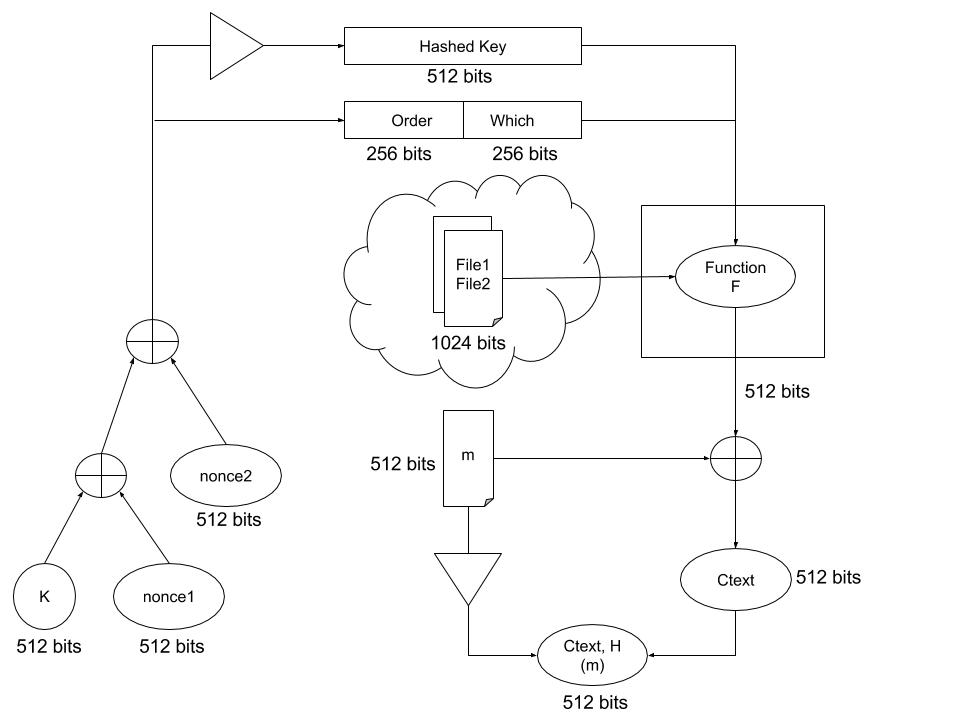 Hashed Key
512 bits
Order Which
256 bits 256 bits
File1
File2
1024 bits
Function
F
512 bits
m
512 bits
nonce2
512 bits
K
512 bits
nonce1
512 bits
Ctext
512 bits
Ctext, H
(m)
512 bits